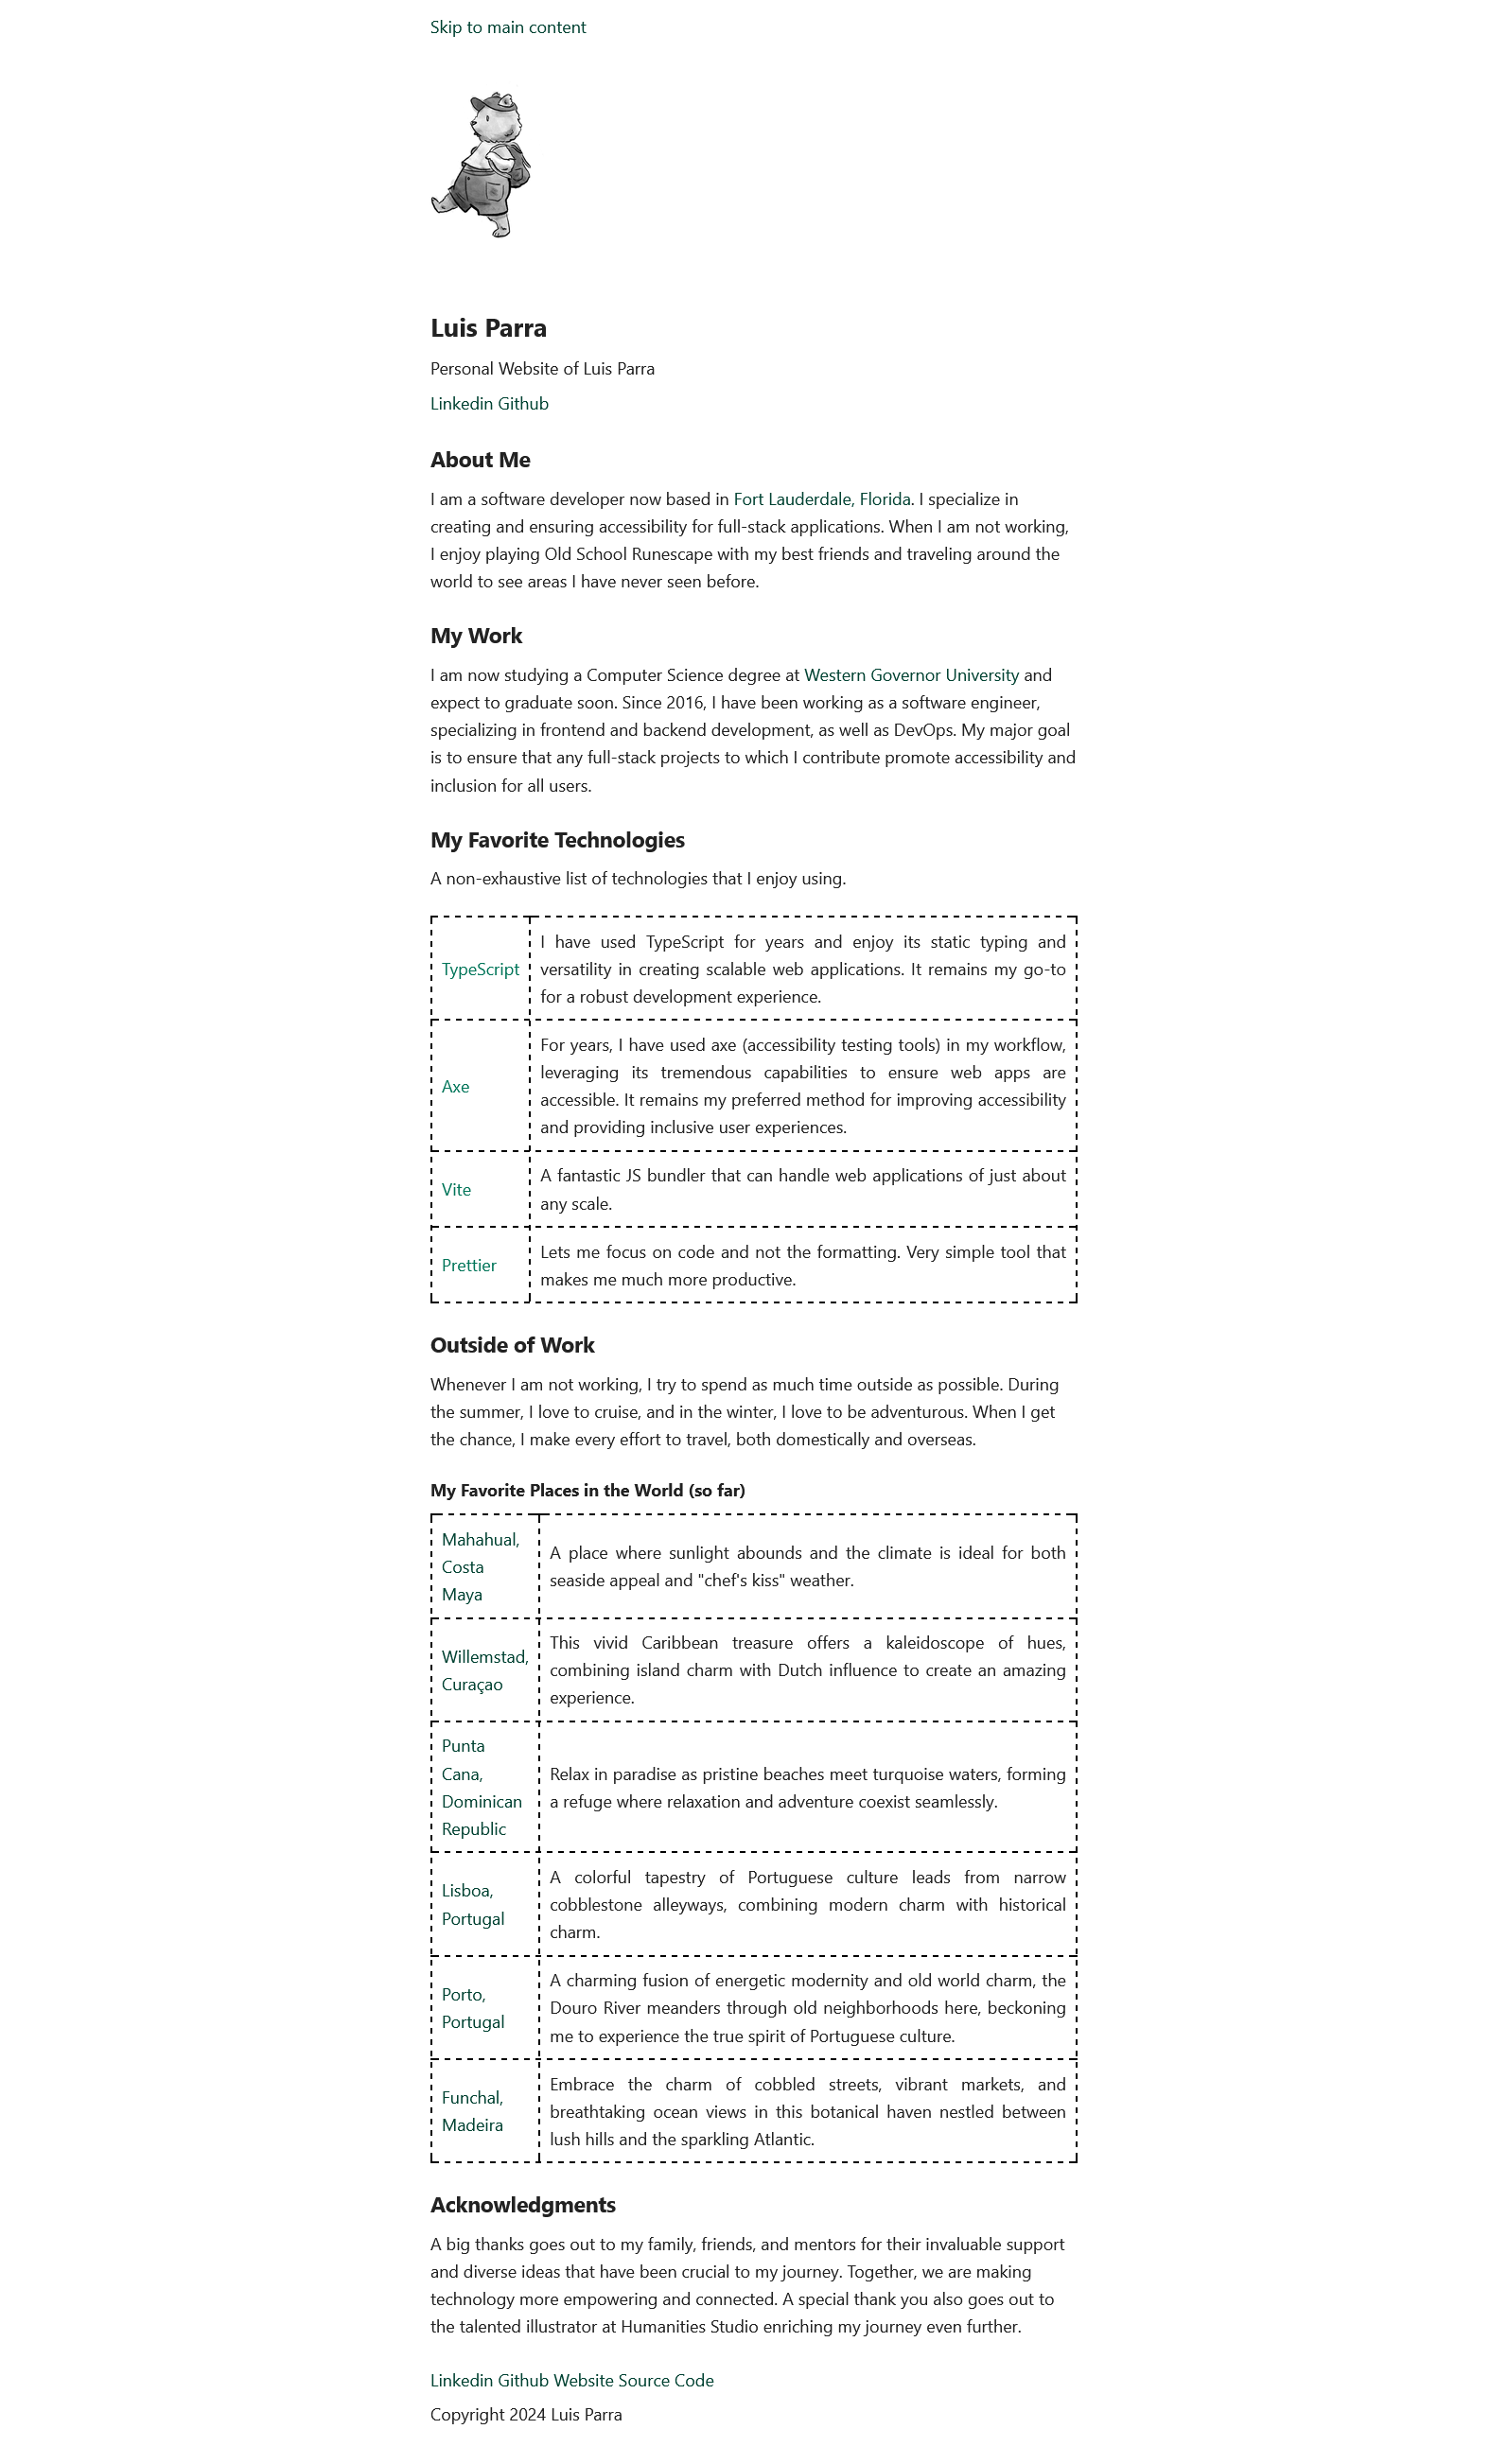 Skip to main content
Luis Parra
Personal Website of Luis Parra
Linkedin Github
About Me
I am a software developer now based in Fort Lauderdale, Florida. I specialize in
creating and ensuring accessibility for full-stack applications. When I am not working,
I enjoy playing Old School Runescape with my best friends and traveling around the
world to see areas I have never seen before.
My Work
I am now studying a Computer Science degree at Western Governor University and
expect to graduate soon. Since 2016, I have been working as a software engineer,
specializing in frontend and backend development, as well as DevOps. My major goal
is to ensure that any full-stack projects to which I contribute promote accessibility and
inclusion for all users.
My Favorite Technologies
A non-exhaustive list of technologies that I enjoy using.
TypeScript
I have used TypeScript for years and enjoy its static typing and
versatility in creating scalable web applications. It remains my go-to
for a robust development experience.
Axe
For years, I have used axe (accessibility testing tools) in my workflow,
leveraging its tremendous capabilities to ensure web apps are
accessible. It remains my preferred method for improving accessibility
and providing inclusive user experiences.
Vite
A fantastic JS bundler that can handle web applications of just about
any scale.
Prettier
Lets me focus on code and not the formatting. Very simple tool that
makes me much more productive.
Outside of Work
Whenever I am not working, I try to spend as much time outside as possible. During
the summer, I love to cruise, and in the winter, I love to be adventurous. When I get
the chance, I make every effort to travel, both domestically and overseas.
My Favorite Places in the World (so far)
Mahahual,
Costa
Maya
A place where sunlight abounds and the climate is ideal for both
seaside appeal and "chef's kiss" weather.
Willemstad,
Curaçao
This vivid Caribbean treasure offers a kaleidoscope of hues,
combining island charm with Dutch influence to create an amazing
experience.
Punta
Cana,
Dominican
Republic
Relax in paradise as pristine beaches meet turquoise waters, forming
a refuge where relaxation and adventure coexist seamlessly.
Lisboa,
Portugal
A colorful tapestry of Portuguese culture leads from narrow
cobblestone alleyways, combining modern charm with historical
charm.
Porto,
Portugal
A charming fusion of energetic modernity and old world charm, the
Douro River meanders through old neighborhoods here, beckoning
me to experience the true spirit of Portuguese culture.
Funchal,
Madeira
Embrace the charm of cobbled streets, vibrant markets, and
breathtaking ocean views in this botanical haven nestled between
lush hills and the sparkling Atlantic.
Acknowledgments
A big thanks goes out to my family, friends, and mentors for their invaluable support
and diverse ideas that have been crucial to my journey. Together, we are making
technology more empowering and connected. A special thank you also goes out to
the talented illustrator at Humanities Studio enriching my journey even further.
Linkedin Github Website Source Code
Copyright 2024 Luis Parra